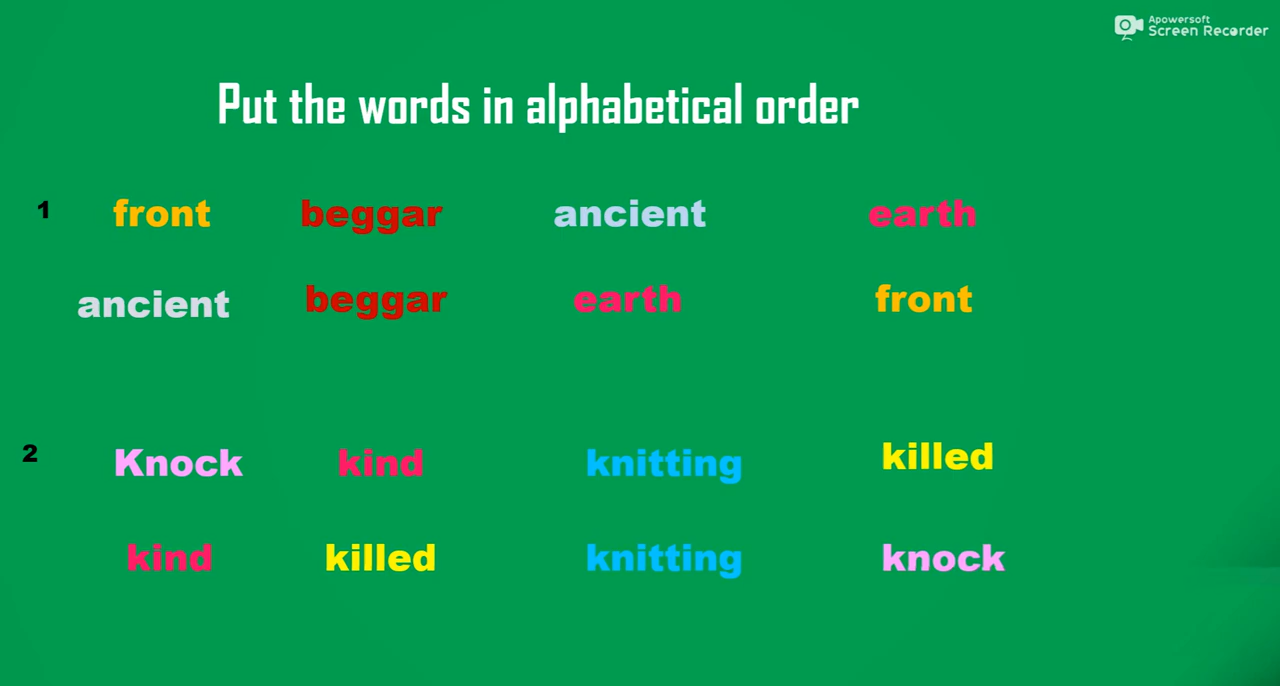 Apowersoft
Screen Recorder
Put the words in alphabetical order
1 front beggar ancient earth
ancient beggar earth front
2 Knock kind knitting killed
kind killed knitting knock